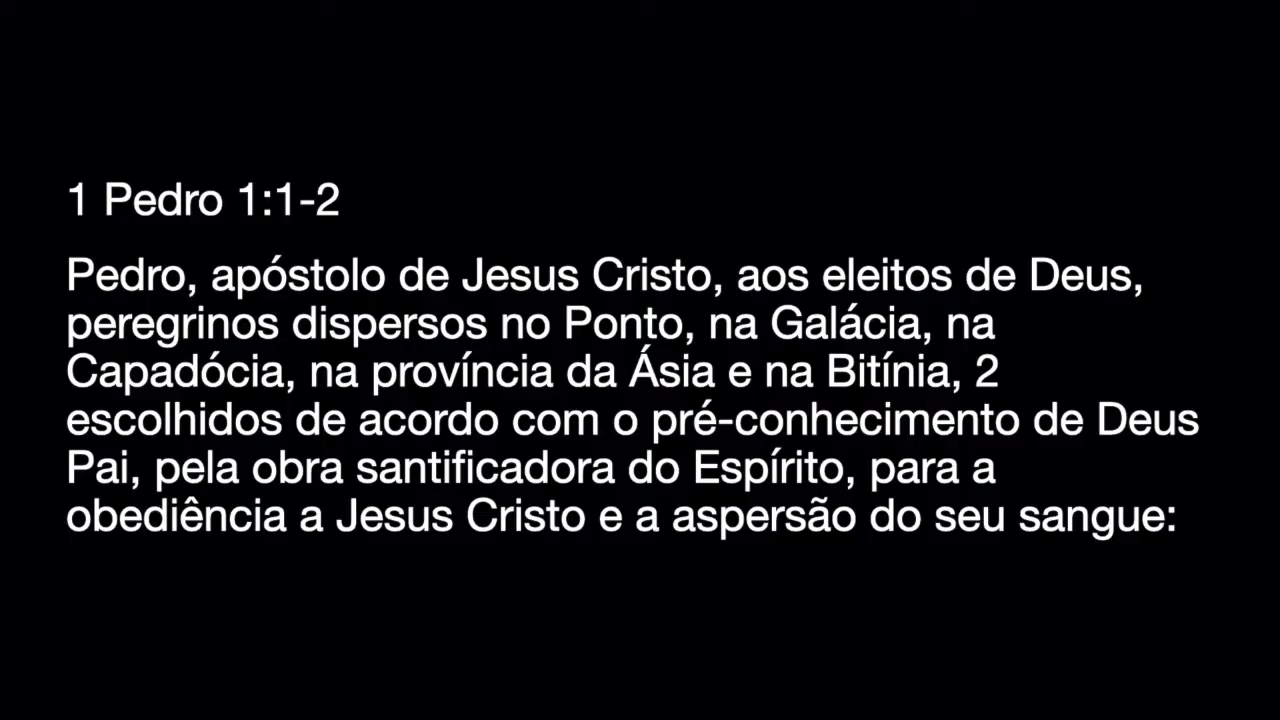 1 Pedro 1:1-2
Pedro, apóstolo de Jesus Cristo, aos eleitos de Deus,
peregrinos dispersos no Ponto, na Galácia, na
Capadócia, na província da Ásia e na Bitínia, 2
escolhidos de acordo com o pré-conhecimento de Deus
Pai, pela obra santificadora do Espírito, para a
obediência a Jesus Cristo e a aspersão do seu sangue: